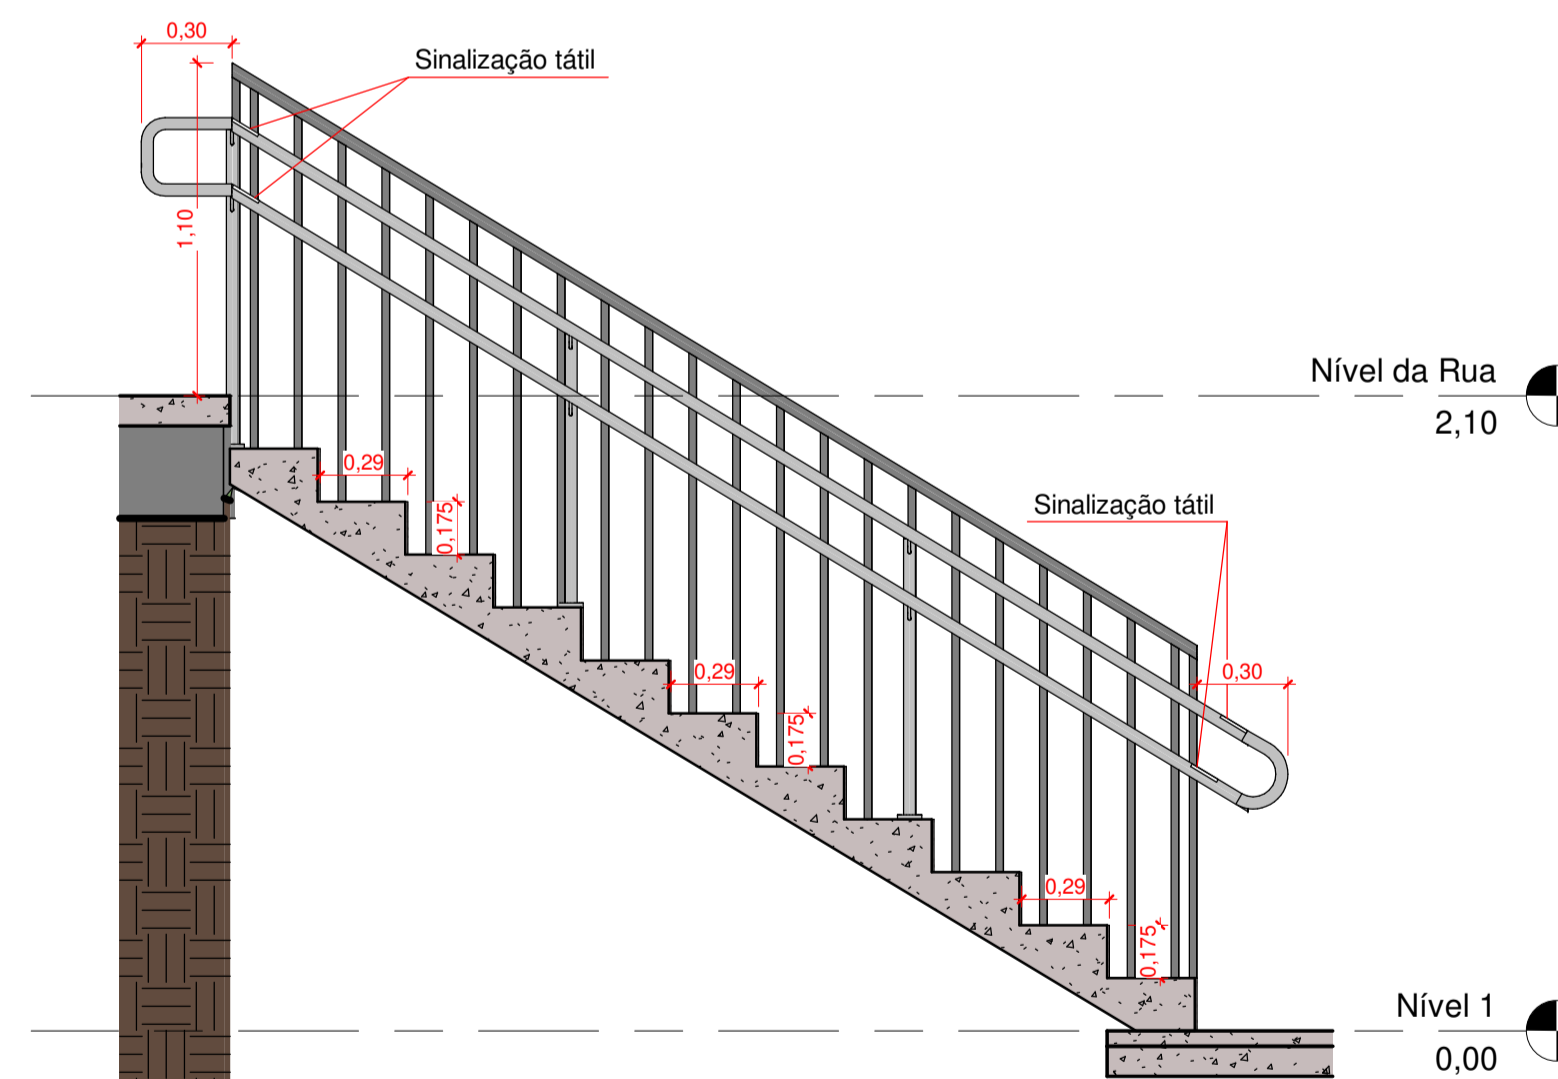 0,30
Sinalização tátil
1,10
Nível da Rua
2,10
0,29
0,175
Sinalização tátil
0,29
0,30
0,175
0,29
0,175
Nível 1
0,00